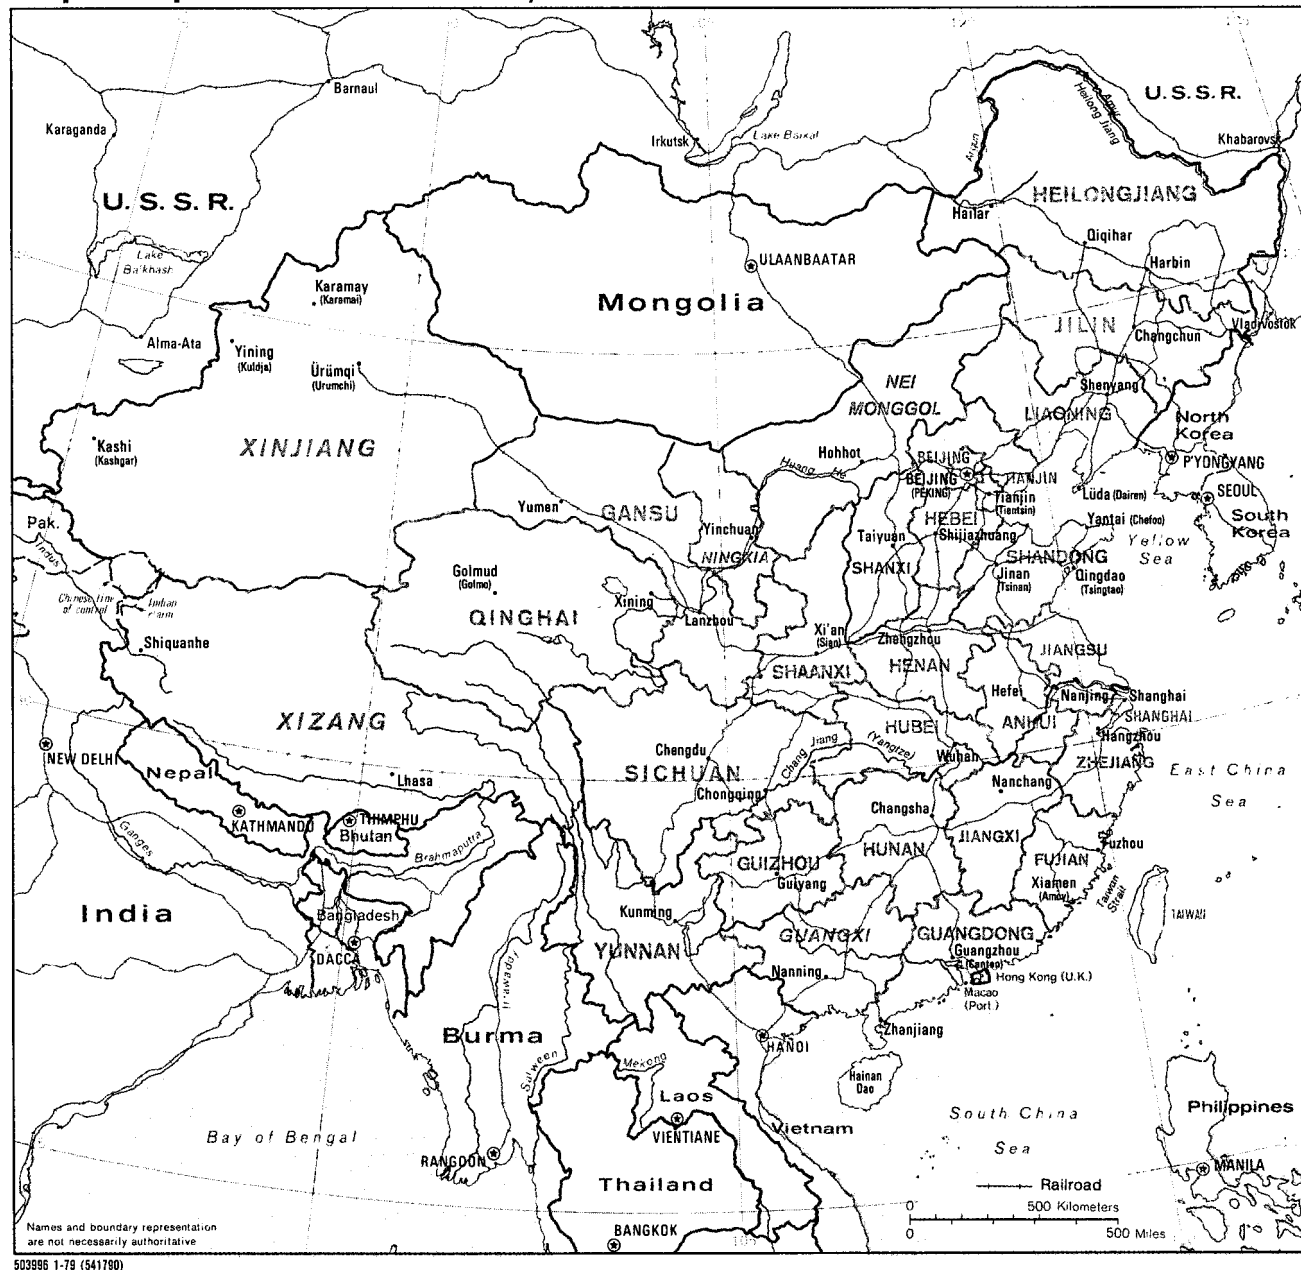 Barnaul
Karaganda
U.S.S.R.
Lake
Irkutsk
Lake Baikal
Argun
Amur
Heilong Jiang
U.S.S.R.
Khabarovsk
HEILONGJIANG
Hailar
Qiqihar
Harbin
ULAANBAATAR
Mongolia
Karamay
(Karamai)
Alma-Ata
Yining
(Kuldja)
Ürümqi
(Urumchi)
JILIN
Changchun
Vladivostok
Shenyang
NEI
MONGGOL
LIAONING
North
Korea
P'YONGYANG
XINJIANG
Kashi
(Kashgar)
Hohhot
Huang He
BEIJING
BEIJING
(PEKING)
TIANJIN
Tianjin
(Tientsin)
Lüda (Dairen)
SEOUL
South
Korea
Yumen
GANSU
Yinchuan
NINGXIA
HEBEI
Taiyuan
Shijiazhuang
SHANXI
Yantai (Chefoo)
Yellow
Sea
SHANDONG
Jinan
(Tsinan)
Qingdao
(Tsingtao)
Pak.
Indus
Chinese line
of control
Indian
claim
Shiquanhe
Golmud
(Golmo)
QINGHAI
Xining
Lanzhou
Xi'an
(Sian)
Zhengzhou
SHAANXI
HENAN
JIANGSU
Hefei
Nanjing
Shanghai
SHANGHAI
ANHUI
HUBEI
Hangzhou
XIZANG
Lhasa
Chengdu
SICHUAN
Chang Jiang (Yangtze)
Wuhan
ZHEJIANG
East China
Sea
NEW DELHI
Nepal
KATHMANDU
THIMPHU
Bhutan
Brahmaputra
Ganges
Chongqing
Nanchang
Changsha
JIANGXI
HUNAN
GUIZHOU
Guiyang
FUJIAN
Fuzhou
Xiamen
(Amoy)
Taiwan
Strait
TAIWAN
India
Bangladesh
DACCA
Kunming
YUNNAN
GUANGXI
Nanning
GUANGDONG
Guangzhou
(Canton)
Hong Kong (U.K.)
Macao
(Port.)
Irrawaddy
Burma
Salween
Mekong
HANOI
Zhanjiang
Hainan
Dao
Laos
VIENTIANE
Vietnam
South China
Sea
Philippines
MANILA
Bay of Bengal
RANGOON
Thailand
BANGKOK
Railroad
0 500 Kilometers
0 500 Miles
Names and boundary representation
are not necessarily authoritative
503996 1-79 (541790)